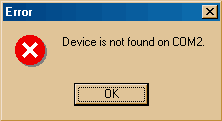 Error
Device is not found on COM2.
OK